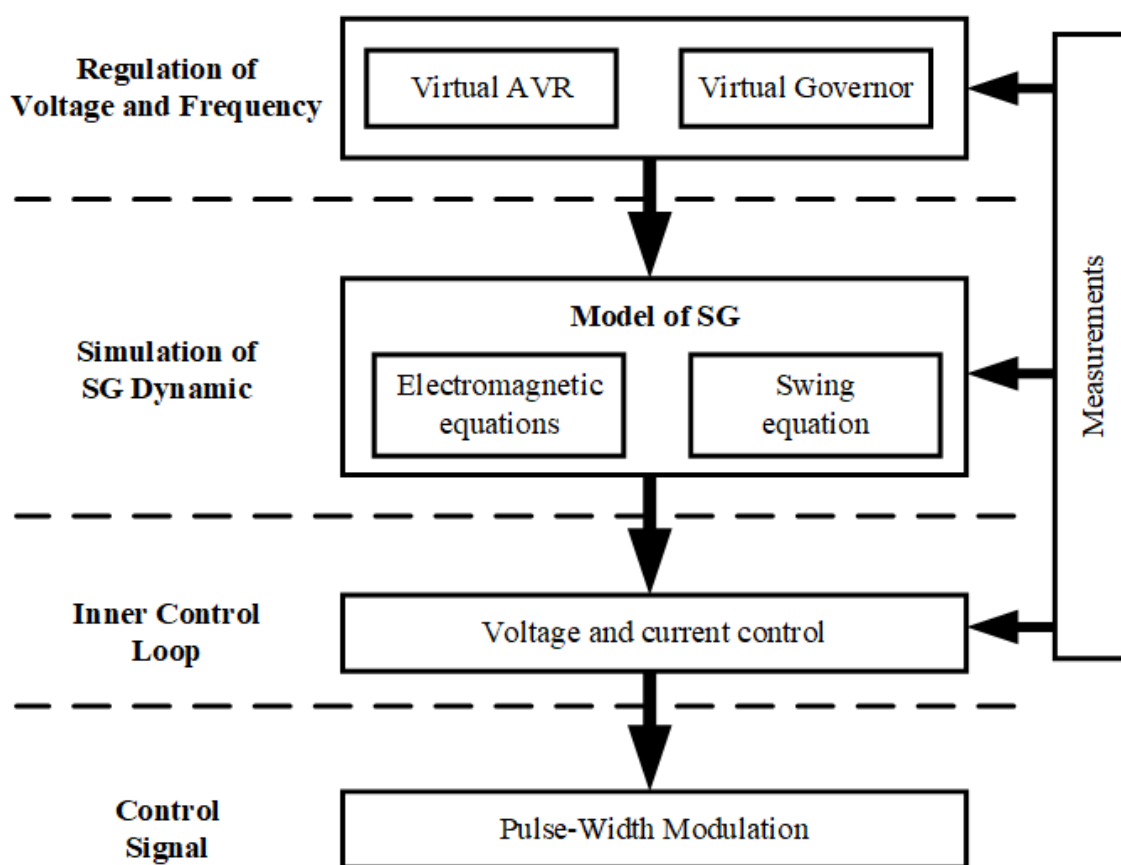 Regulation of
Voltage and Frequency
Virtual AVR
Virtual Governor
Measurements
Simulation of
SG Dynamic
Model of SG
Electromagnetic
equations
Swing
equation
Inner Control
Loop
Voltage and current control
Control
Signal
Pulse-Width Modulation